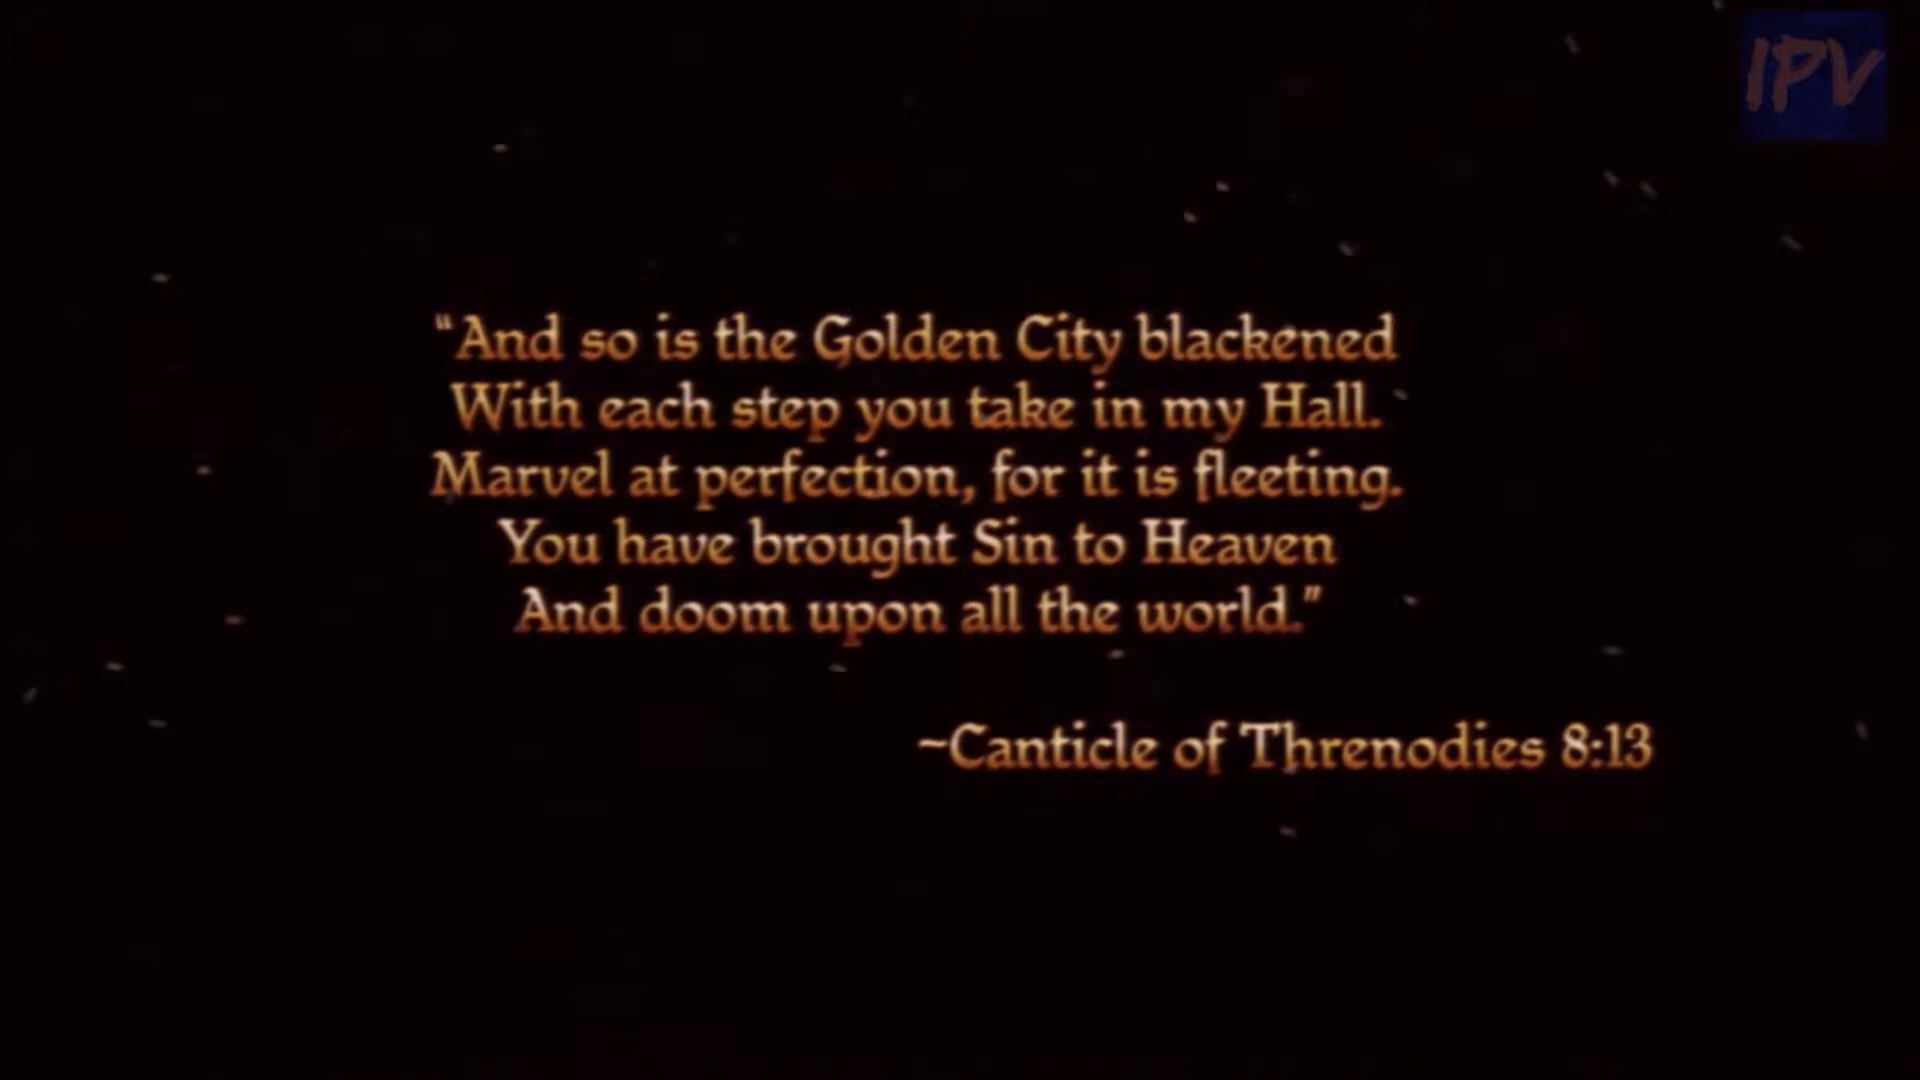 IPV
“And so is the Golden City blackened
With each step you take in my Hall.
Marvel at perfection, for it is fleeting.
You have brought Sin to Heaven
And doom upon all the world.”
~Canticle of Threnodies 8:13